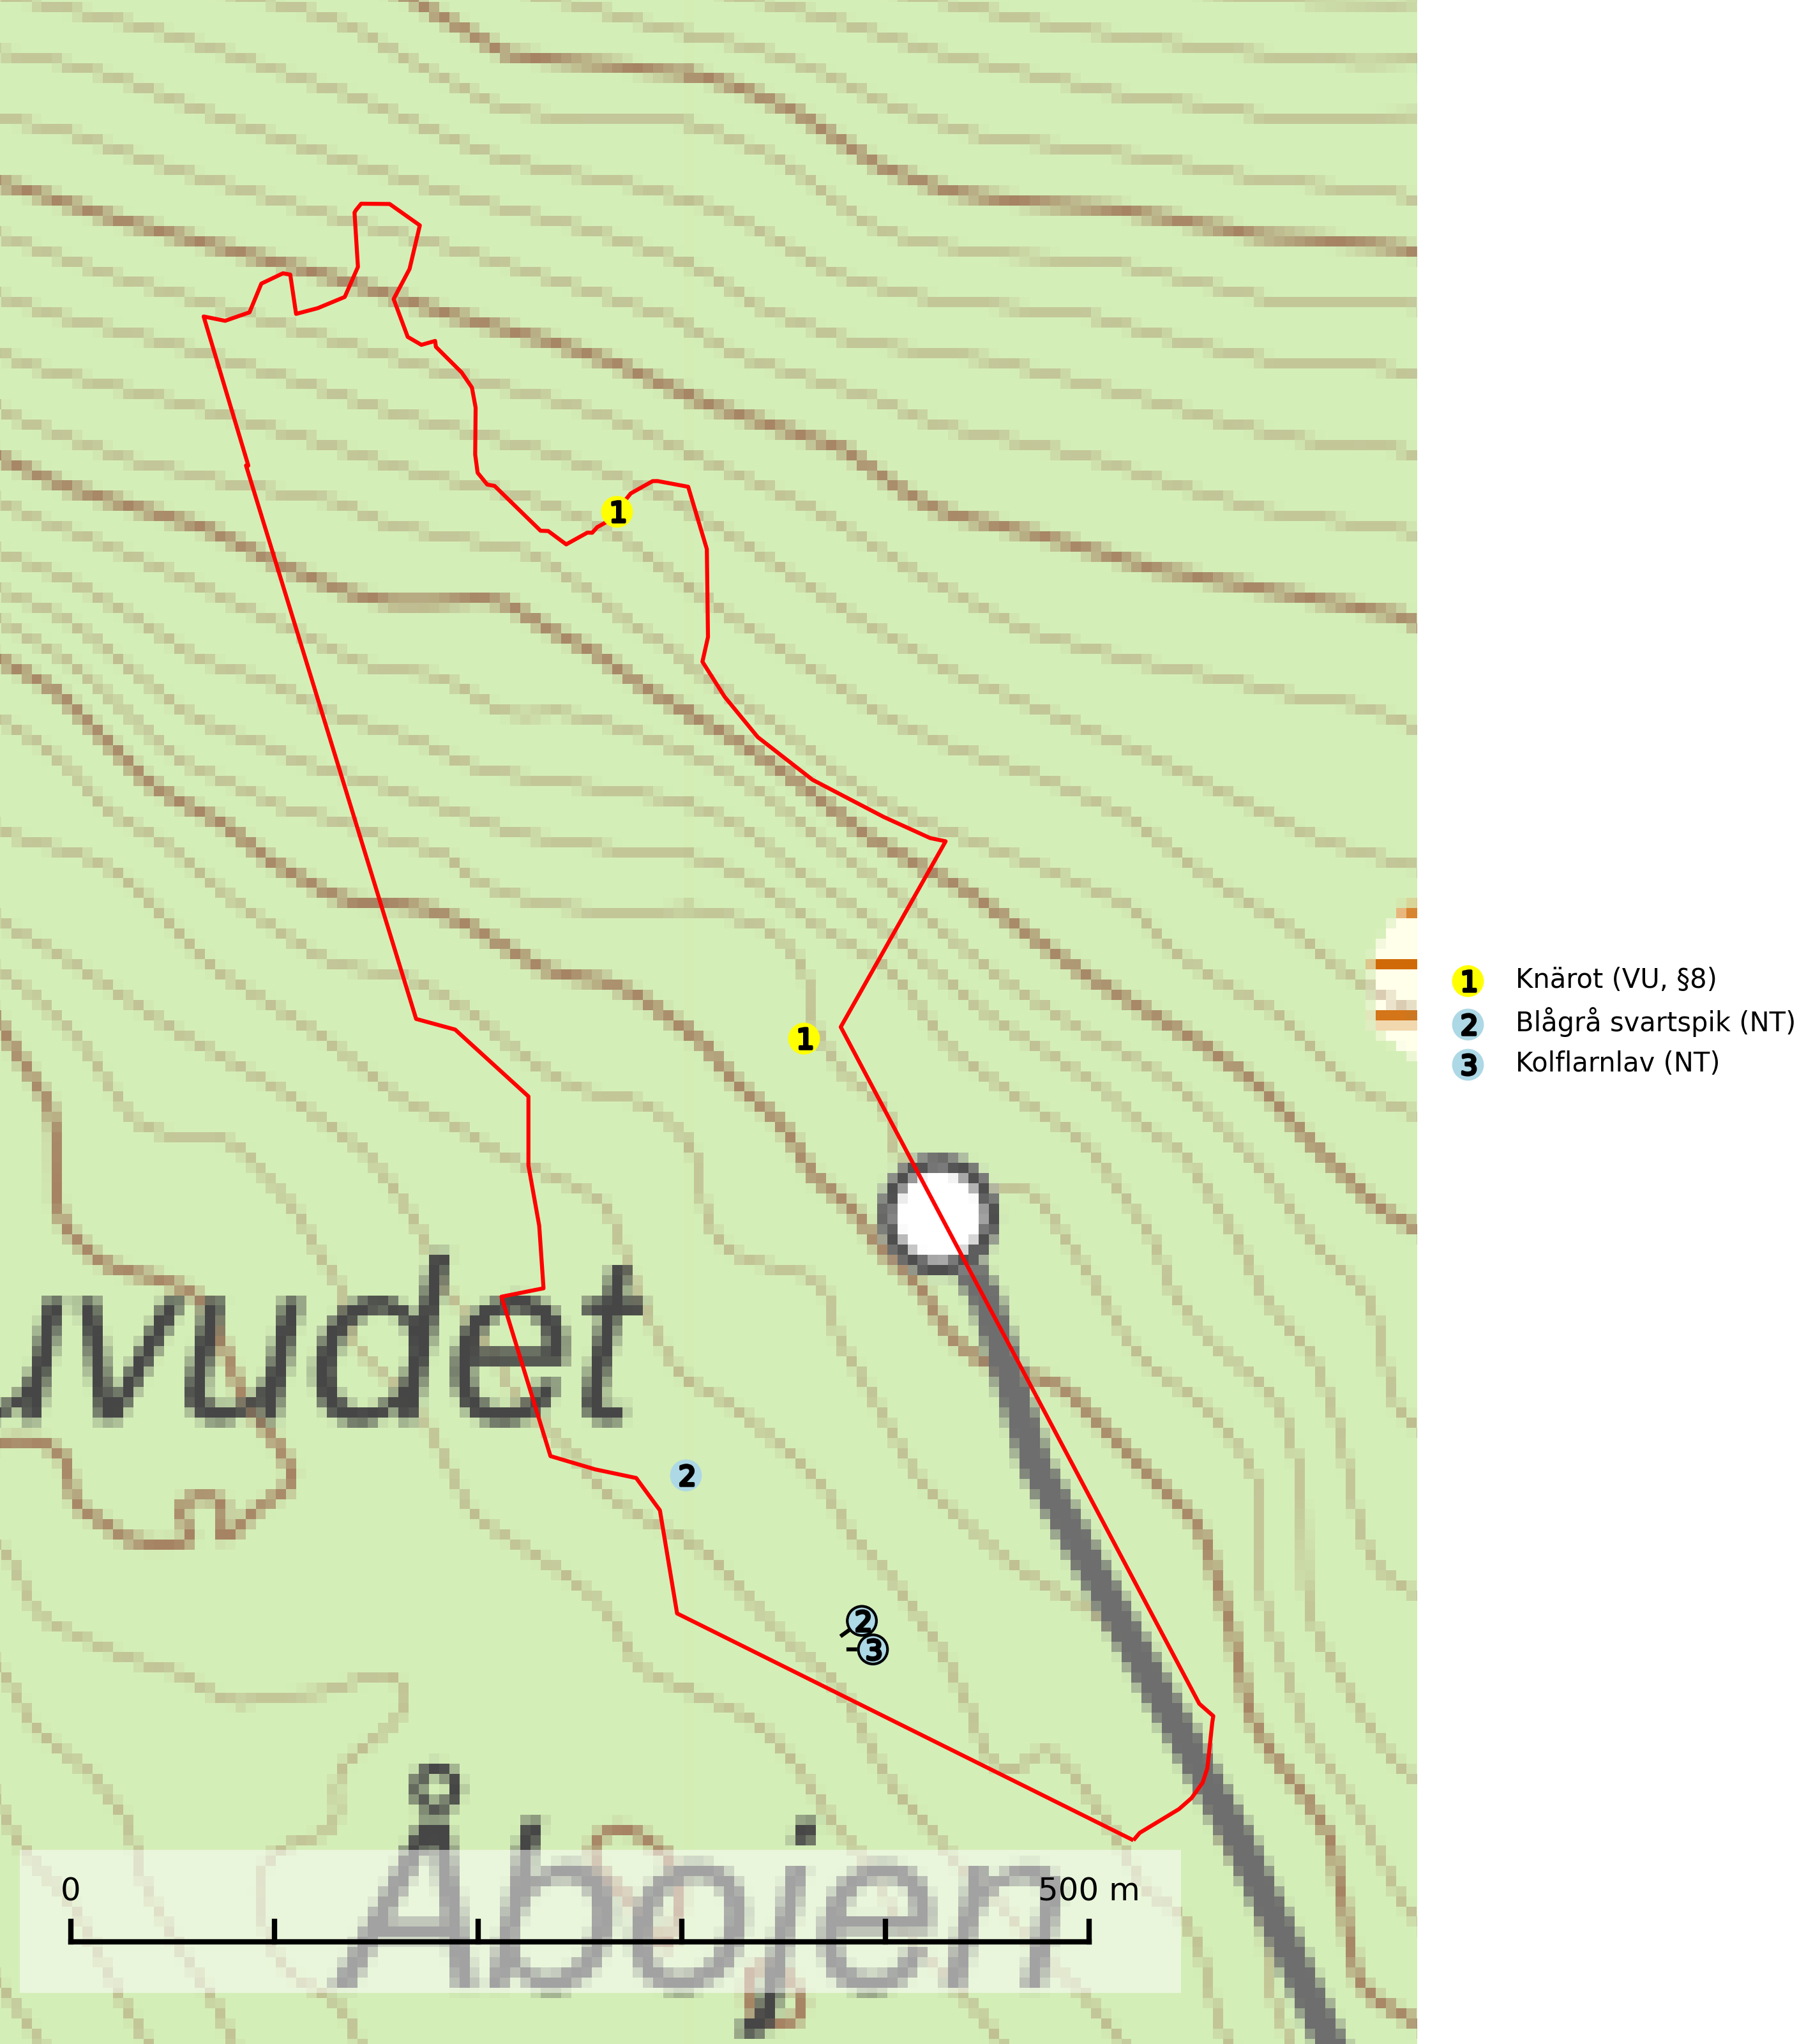 1
1
1 Knärot (VU, §8)
2 Blågrå svartspik (NT)
3 Kolflarnlav (NT)
vudet
2
2
3
Åbojen
0 500 m